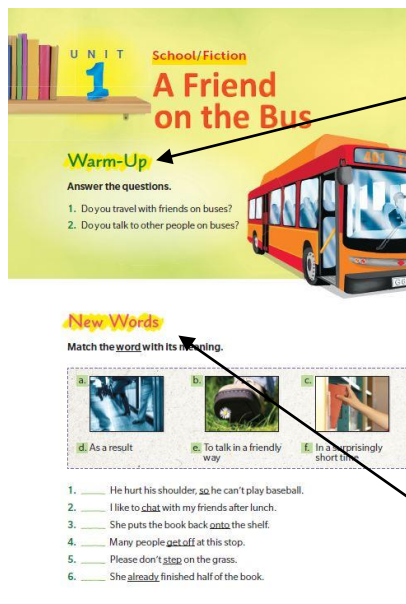 UNIT
1
School/Fiction
A Friend
on the Bus
Warm-Up
Answer the questions.
1. Do you travel with friends on buses?
2. Do you talk to other people on buses?
New Words
Match the word with its meaning.
a.
b.
c.
d. As a result
e. To talk in a friendly
way
f. In a surprisingly
short time
1. _____ He hurt his shoulder, so he can't play baseball.
2. _____ I like to chat with my friends after lunch.
3. _____ She puts the book back onto the shelf.
4. _____ Many people get off at this stop.
5. _____ Please don't step on the grass.
6. _____ She already finished half of the book.